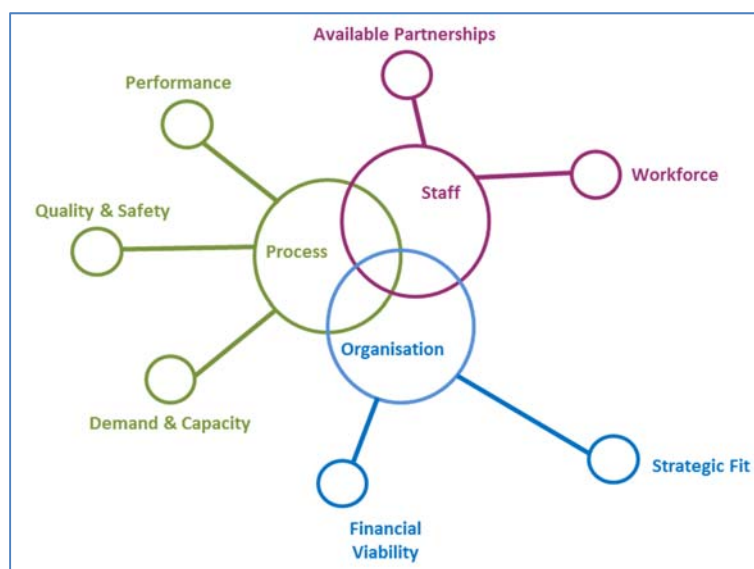 Available Partnerships
Performance
Workforce
Staff
Quality & Safety
Process
Organisation
Demand & Capacity
Strategic Fit
Financial
Viability